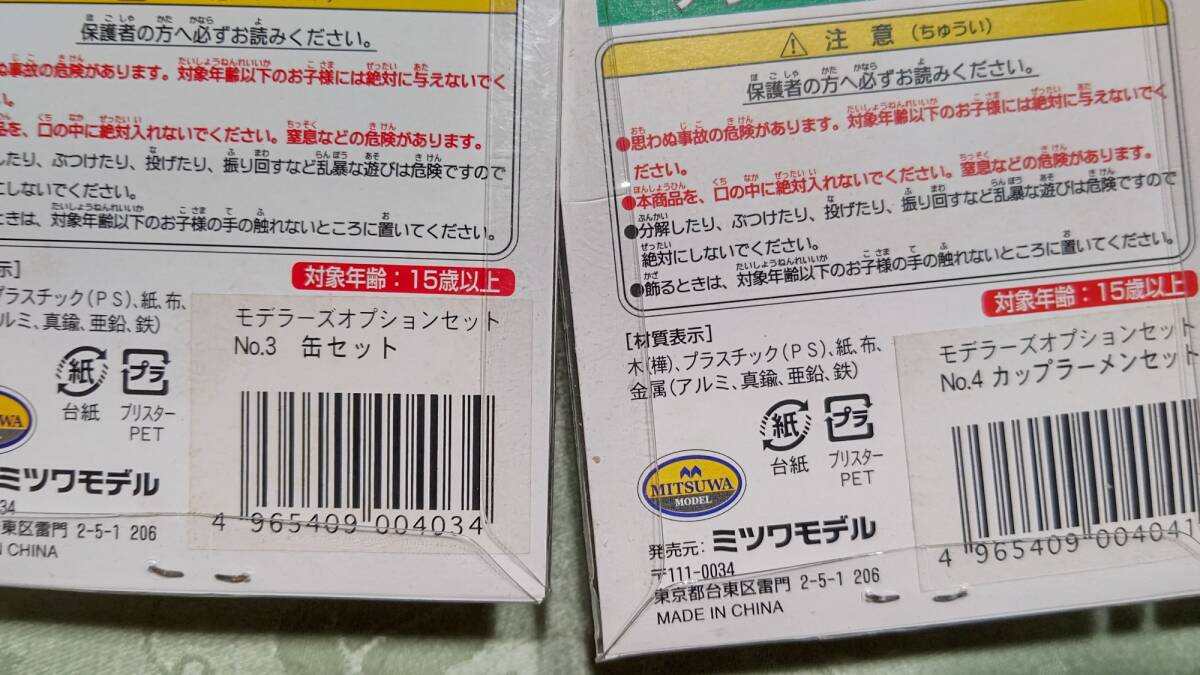 保護者の方へ必ずお読みください。
ぬ事故の危険があります。対象年齢以下のお子様には絶対に与えないでく
い。
品を、口の中に絶対入れないでください。窒息などの危険があります。
したり、ぶつけたり、投げたり、振り回すなど乱暴な遊びは危険ですので
にしないでください。
ときは、対象年齢以下のお子様の手の触れないところに置いてください。
対象年齢：15歳以上
示]
プラスチック(PS)、紙、布、
アルミ、真鍮、亜鉛、鉄)
モデラーズオプションセット
No.3 缶セット
紙
プラ
台紙
ブリスター
PET
ミツワモデル
034
台東区雷門 2-5-1 206
IN CHINA
4 965409 004034
注意(ちゅうい)
保護者の方へ必ずお読みください。
●思わぬ事故の危険があります。対象年齢以下のお子様には絶対に与えないでく
ださい。
●本商品を、口の中に絶対入れないでください。窒息などの危険があります。
●分解したり、ぶつけたり、投げたり、振り回すなど乱暴な遊びは危険ですので
絶対にしないでください。
●飾るときは、対象年齢以下のお子様の手の触れないところに置いてください。
対象年齢：15歳以上
[材質表示]
木(樺)、プラスチック(PS)、紙、布、
金属(アルミ、真鍮、亜鉛、鉄)
モデラーズオプションセット
No.4 カップラーメンセット
紙
プラ
台紙
ブリスター
PET
MITSUWA
MODEL
発売元：ミツワモデル
〒111-0034
東京都台東区雷門 2-5-1 206
MADE IN CHINA
4 965409 004041